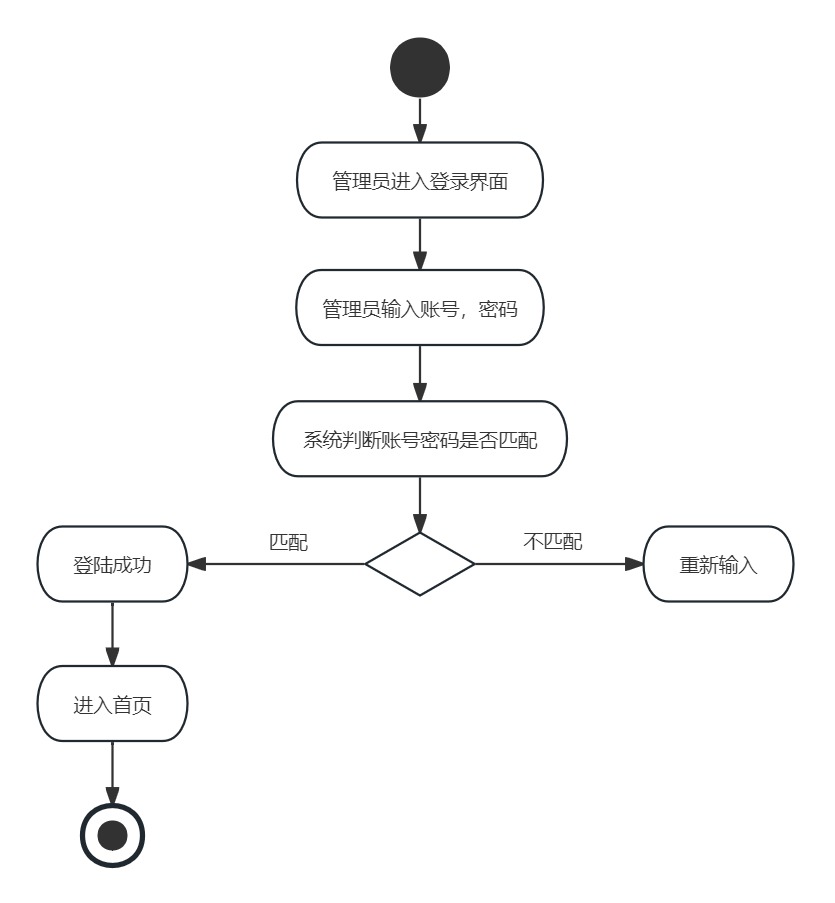 管理员进入登录界面
管理员输入账号，密码
系统判断账号密码是否匹配
匹配
不匹配
登陆成功
重新输入
进入首页